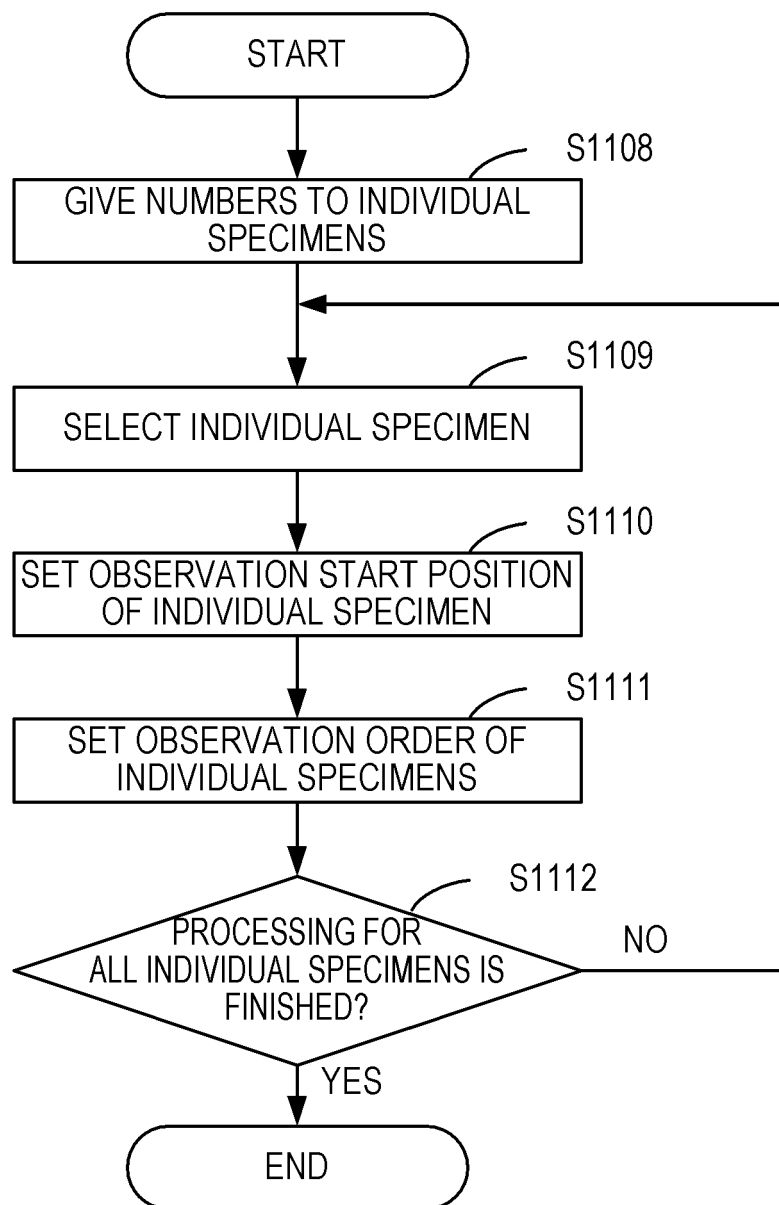 START
S1108
GIVE NUMBERS TO INDIVIDUAL
SPECIMENS
S1109
SELECT INDIVIDUAL SPECIMEN
S1110
SET OBSERVATION START POSITION
OF INDIVIDUAL SPECIMEN
S1111
SET OBSERVATION ORDER OF
INDIVIDUAL SPECIMENS
S1112
PROCESSING FOR
ALL INDIVIDUAL SPECIMENS IS
FINISHED?
NO
YES
END